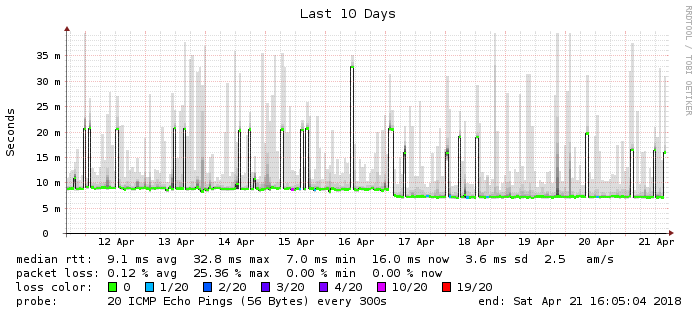 Last 10 Days
RRDTOOL / TOBI OETIKER
Seconds
35 m
30 m
25 m
20 m
15 m
10 m
5 m
0
12 Apr 13 Apr 14 Apr 15 Apr 16 Apr 17 Apr 18 Apr 19 Apr 20 Apr 21 Apr
median rtt: 9.1 ms avg 32.8 ms max 7.0 ms min 16.0 ms now 3.6 ms sd 2.5 am/s
packet loss: 0.12 % avg 25.36 % max 0.00 % min 0.00 % now
loss color: 0 1/20 2/20 3/20 4/20 10/20 19/20
probe: 20 ICMP Echo Pings (56 Bytes) every 300s end: Sat Apr 21 16:05:04 2018